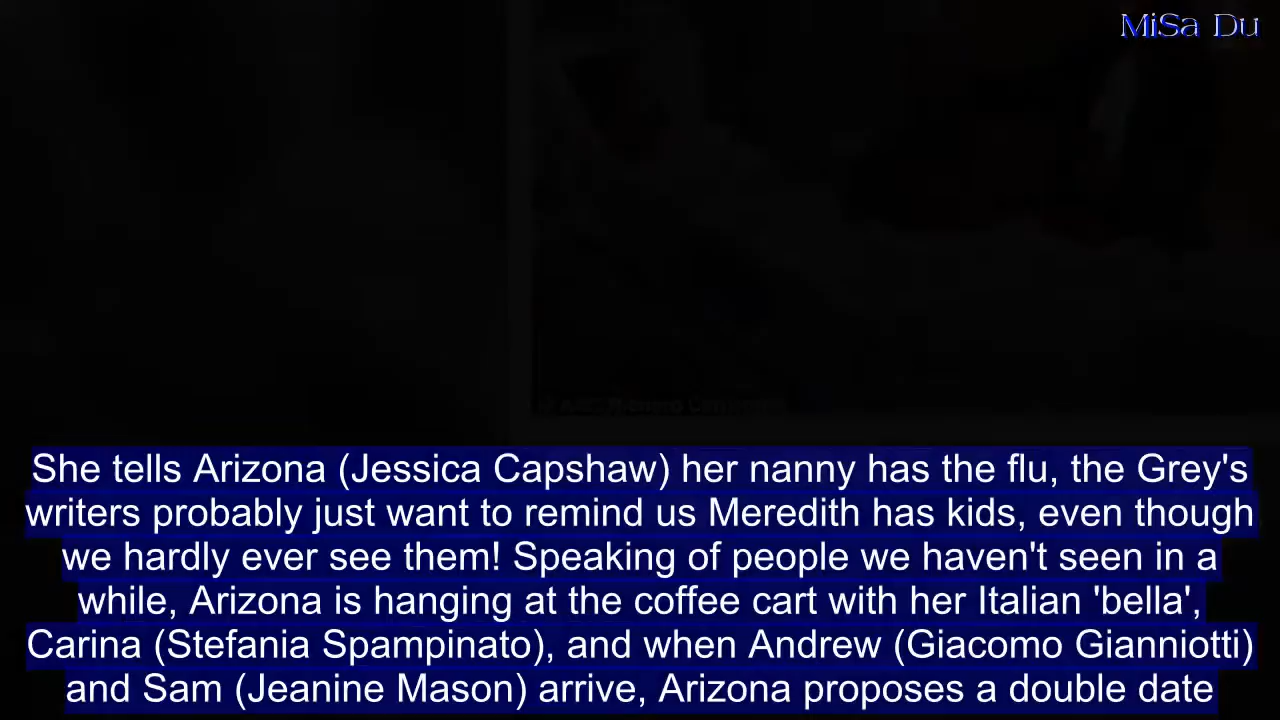 MiSa Du
She tells Arizona (Jessica Capshaw) her nanny has the flu, the Grey's
writers probably just want to remind us Meredith has kids, even though
we hardly ever see them! Speaking of people we haven't seen in a
while, Arizona is hanging at the coffee cart with her Italian 'bella',
Carina (Stefania Spampinato), and when Andrew (Giacomo Gianniotti)
and Sam (Jeanine Mason) arrive, Arizona proposes a double date